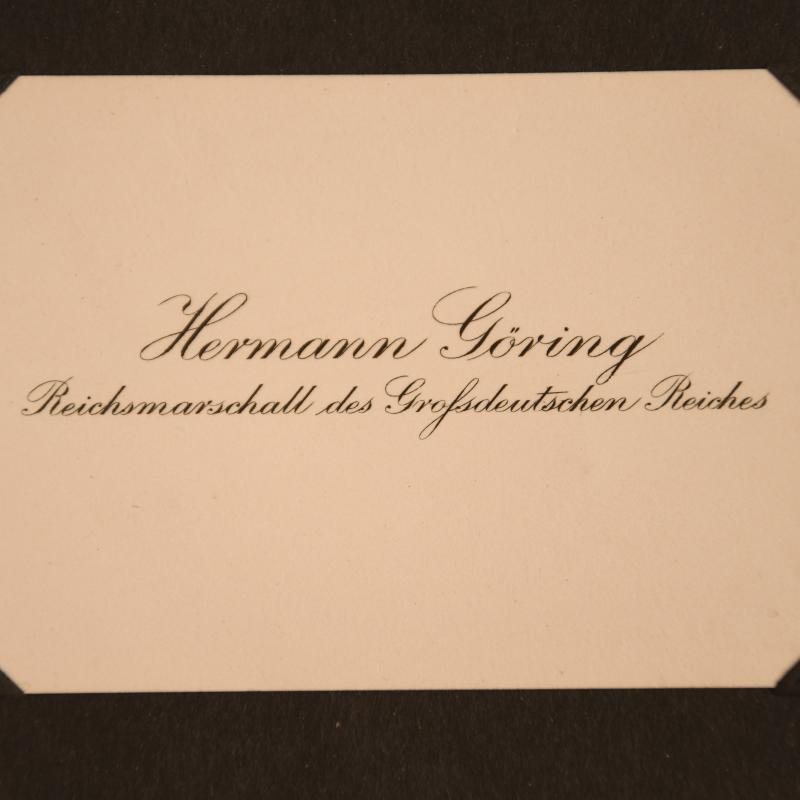 Hermann Göring
Reichsmarschall des Großdeutschen Reiches